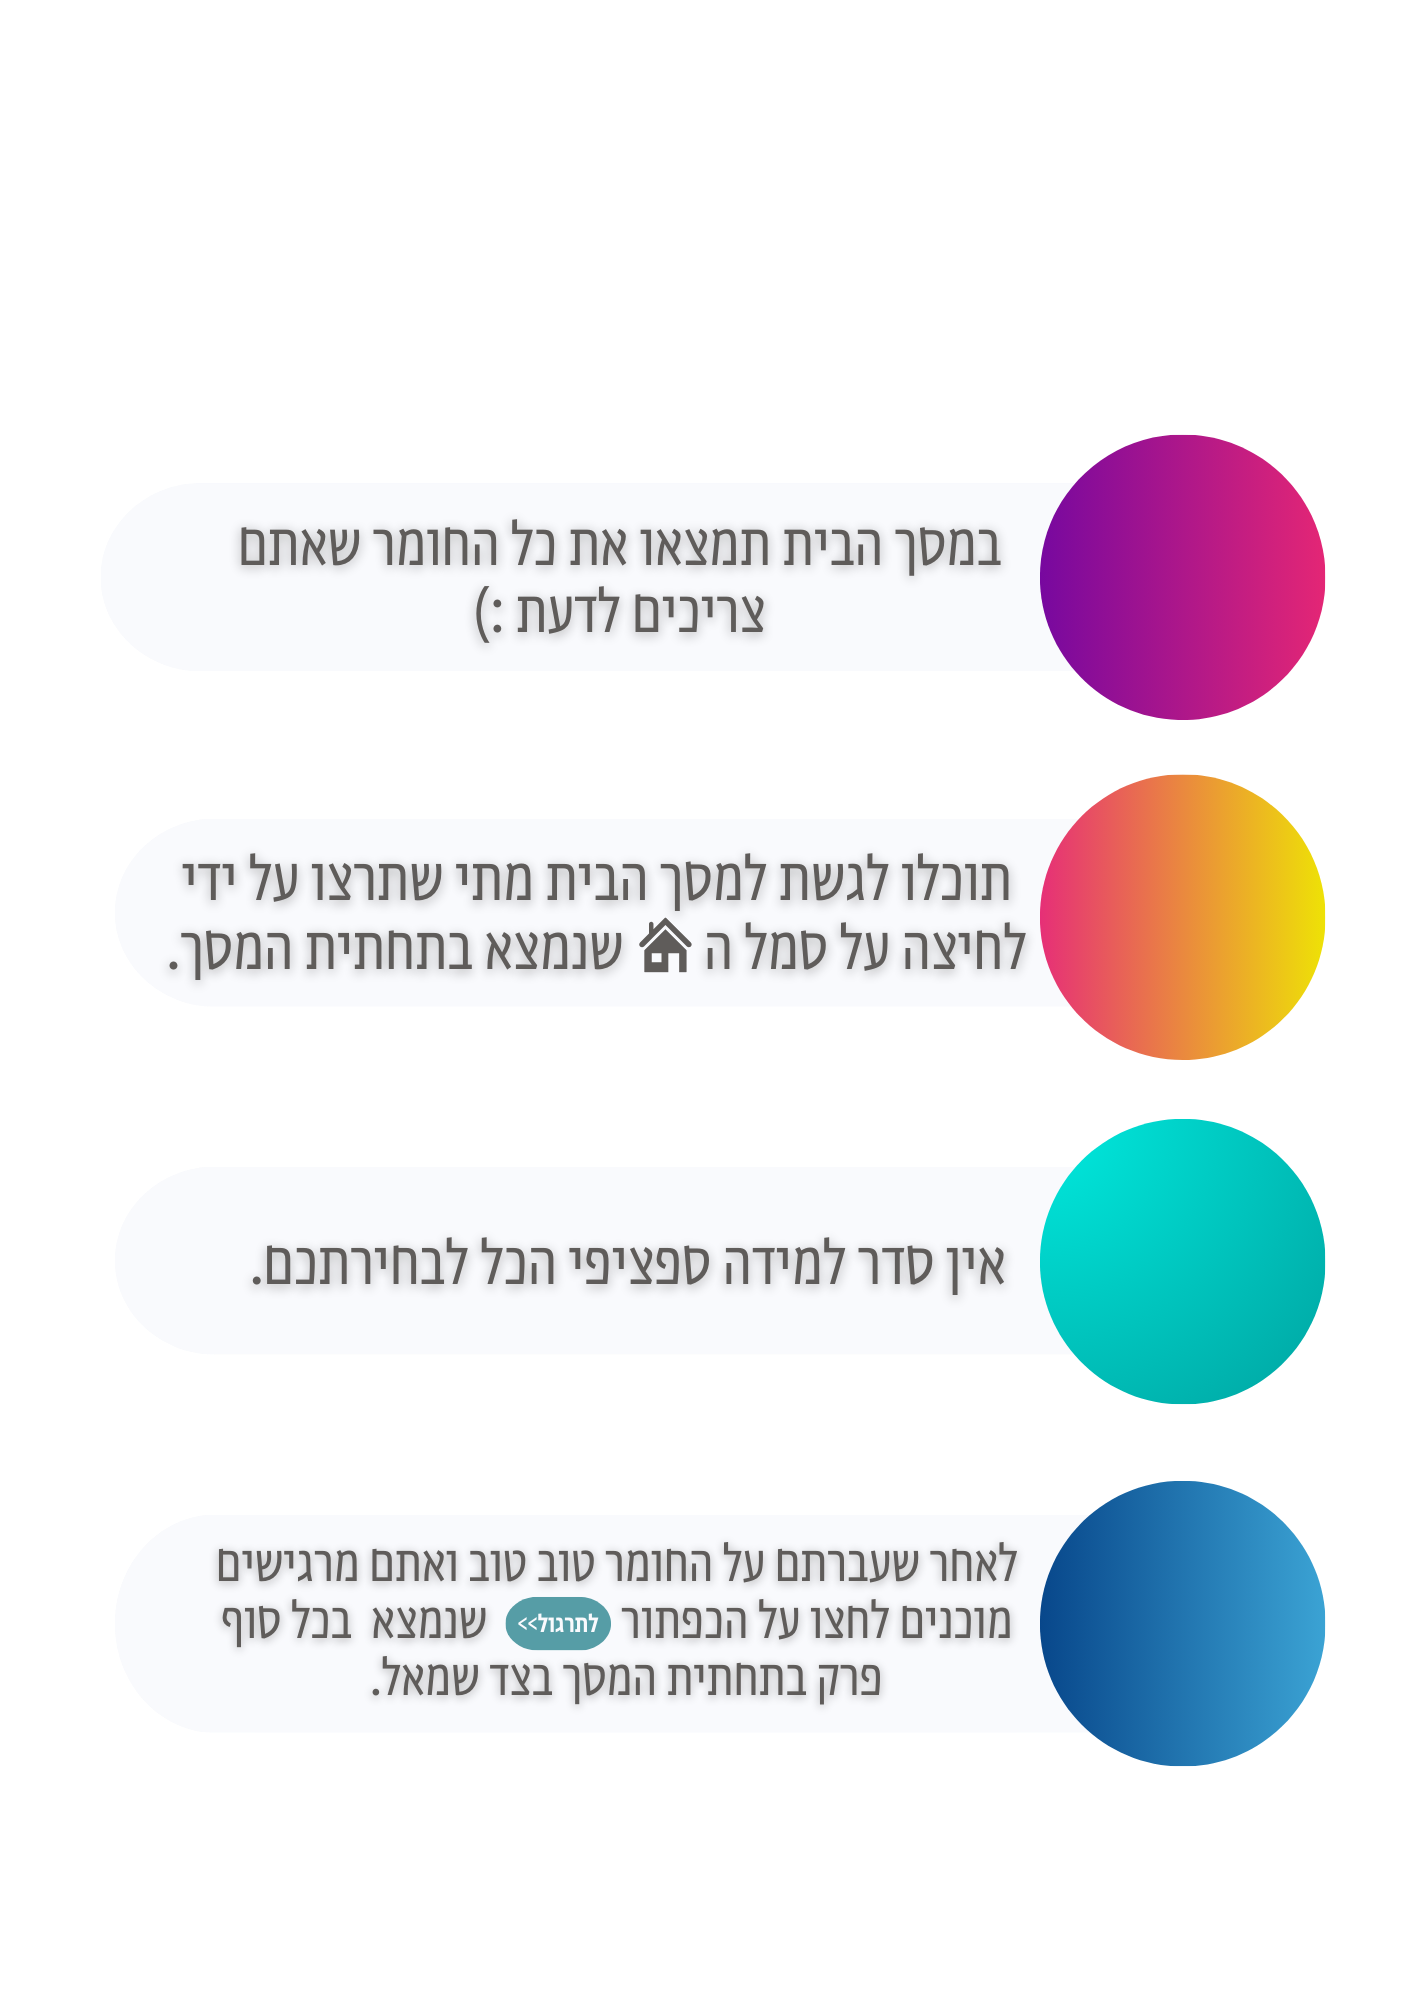 במסך הבית תמצאו את כל החומר שאתם
צריכים לדעת :)
תוכלו לגשת למסך הבית מתי שתרצו על ידי
לחיצה על סמל ה שנמצא בתחתית המסך.
אין סדר למידה ספציפי הכל לבחירתכם.
לאחר שעברתם על החומר טוב טוב ואתם מרגישים
מוכנים לחצו על הכפתור לתרגול>> שנמצא בכל סוף
פרק בתחתית המסך בצד שמאל.